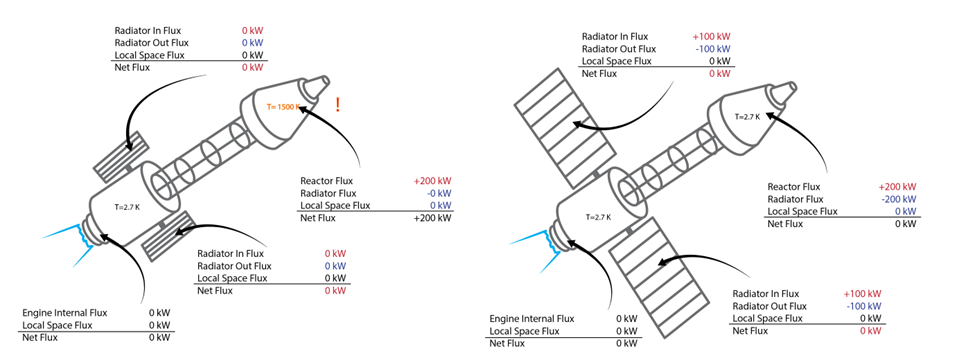 Radiator In Flux 0 kW
Radiator Out Flux 0 kW
Local Space Flux 0 kW
Net Flux 0 kW
T= 1500 K
!
T=2.7 K
Reactor Flux +200 kW
Radiator Flux -0 kW
Local Space Flux 0 kW
Net Flux +200 kW
Radiator In Flux 0 kW
Radiator Out Flux 0 kW
Local Space Flux 0 kW
Net Flux 0 kW
Engine Internal Flux 0 kW
Local Space Flux 0 kW
Net Flux 0 kW
Radiator In Flux +100 kW
Radiator Out Flux -100 kW
Local Space Flux 0 kW
Net Flux 0 kW
T=2.7 K
T=2.7 K
Reactor Flux +200 kW
Radiator Flux -200 kW
Local Space Flux 0 kW
Net Flux 0 kW
Radiator In Flux +100 kW
Radiator Out Flux -100 kW
Local Space Flux 0 kW
Net Flux 0 kW
Engine Internal Flux 0 kW
Local Space Flux 0 kW
Net Flux 0 kW